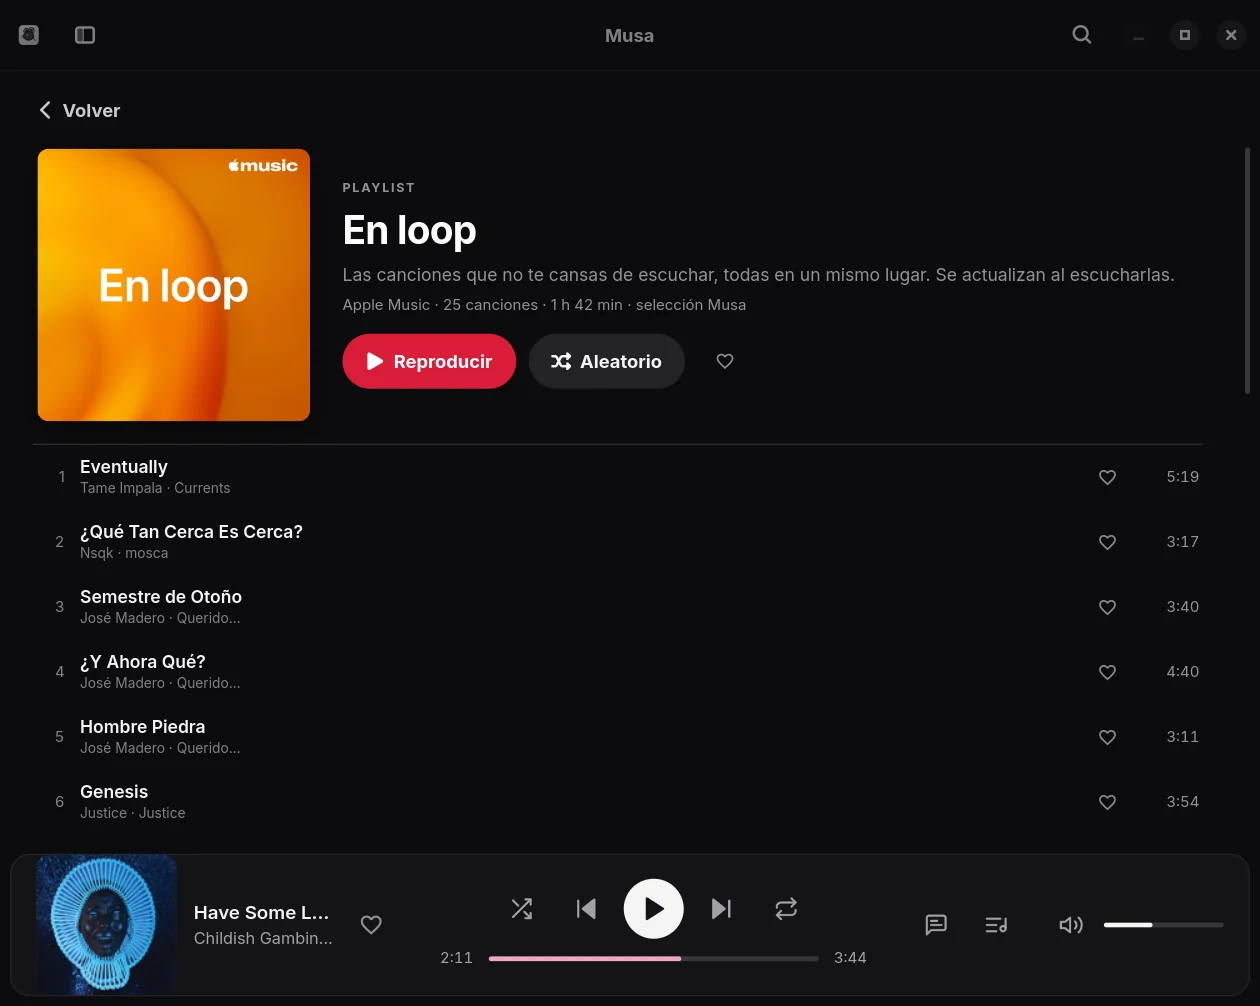 Musa
Volver
music
En loop
PLAYLIST
En loop
Las canciones que no te cansas de escuchar, todas en un mismo lugar. Se actualizan al escucharlas.
Apple Music · 25 canciones · 1 h 42 min · selección Musa
Reproducir
Aleatorio
1 Eventually 5:19
Tame Impala · Currents
2 ¿Qué Tan Cerca Es Cerca? 3:17
Nsqk · mosca
3 Semestre de Otoño 3:40
José Madero · Querido...
4 ¿Y Ahora Qué? 4:40
José Madero · Querido...
5 Hombre Piedra 3:11
José Madero · Querido...
6 Genesis 3:54
Justice · Justice
Have Some L...
Childish Gambin...
2:11
3:44